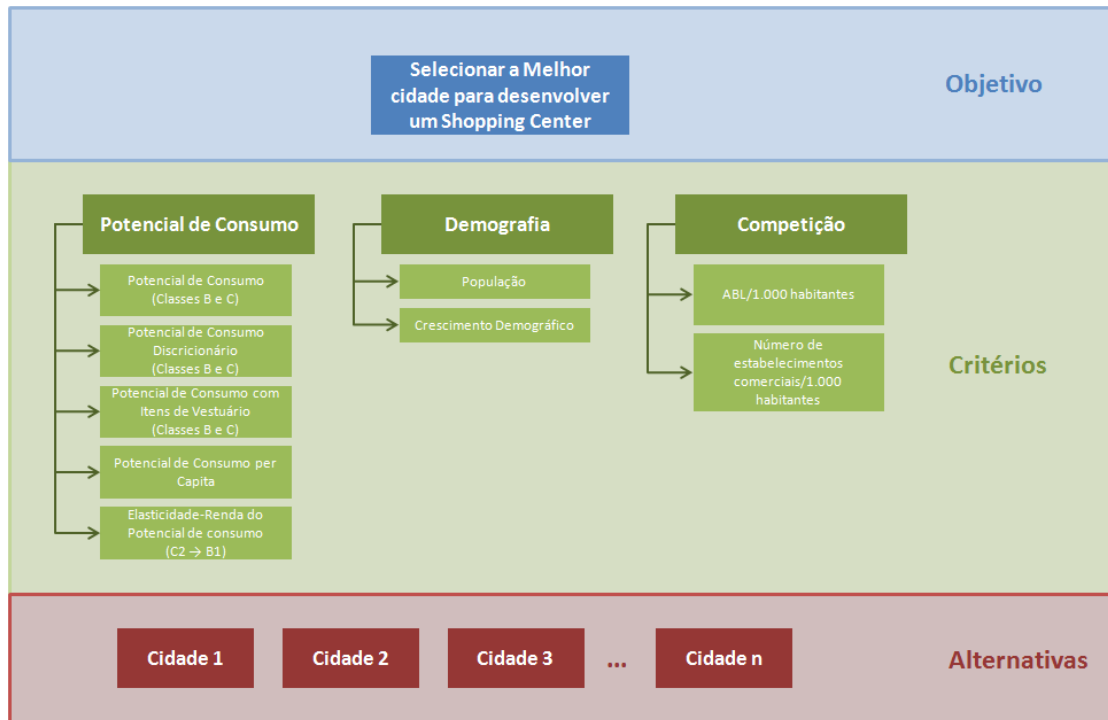 Selecionar a Melhor
cidade para desenvolver
um Shopping Center
Objetivo
Potencial de Consumo
Potencial de Consumo
(Classes B e C)
Potencial de Consumo
Discricionário
(Classes B e C)
Potencial de Consumo com
Itens de Vestuário
(Classes B e C)
Potencial de Consumo per
Capita
Elasticidade-Renda do
Potencial de consumo
(C2 → B1)
Demografia
População
Crescimento Demográfico
Competição
ABL/1.000 habitantes
Número de
estabelecimentos
comerciais/1.000
habitantes
Critérios
Cidade 1
Cidade 2
Cidade 3
...
Cidade n
Alternativas